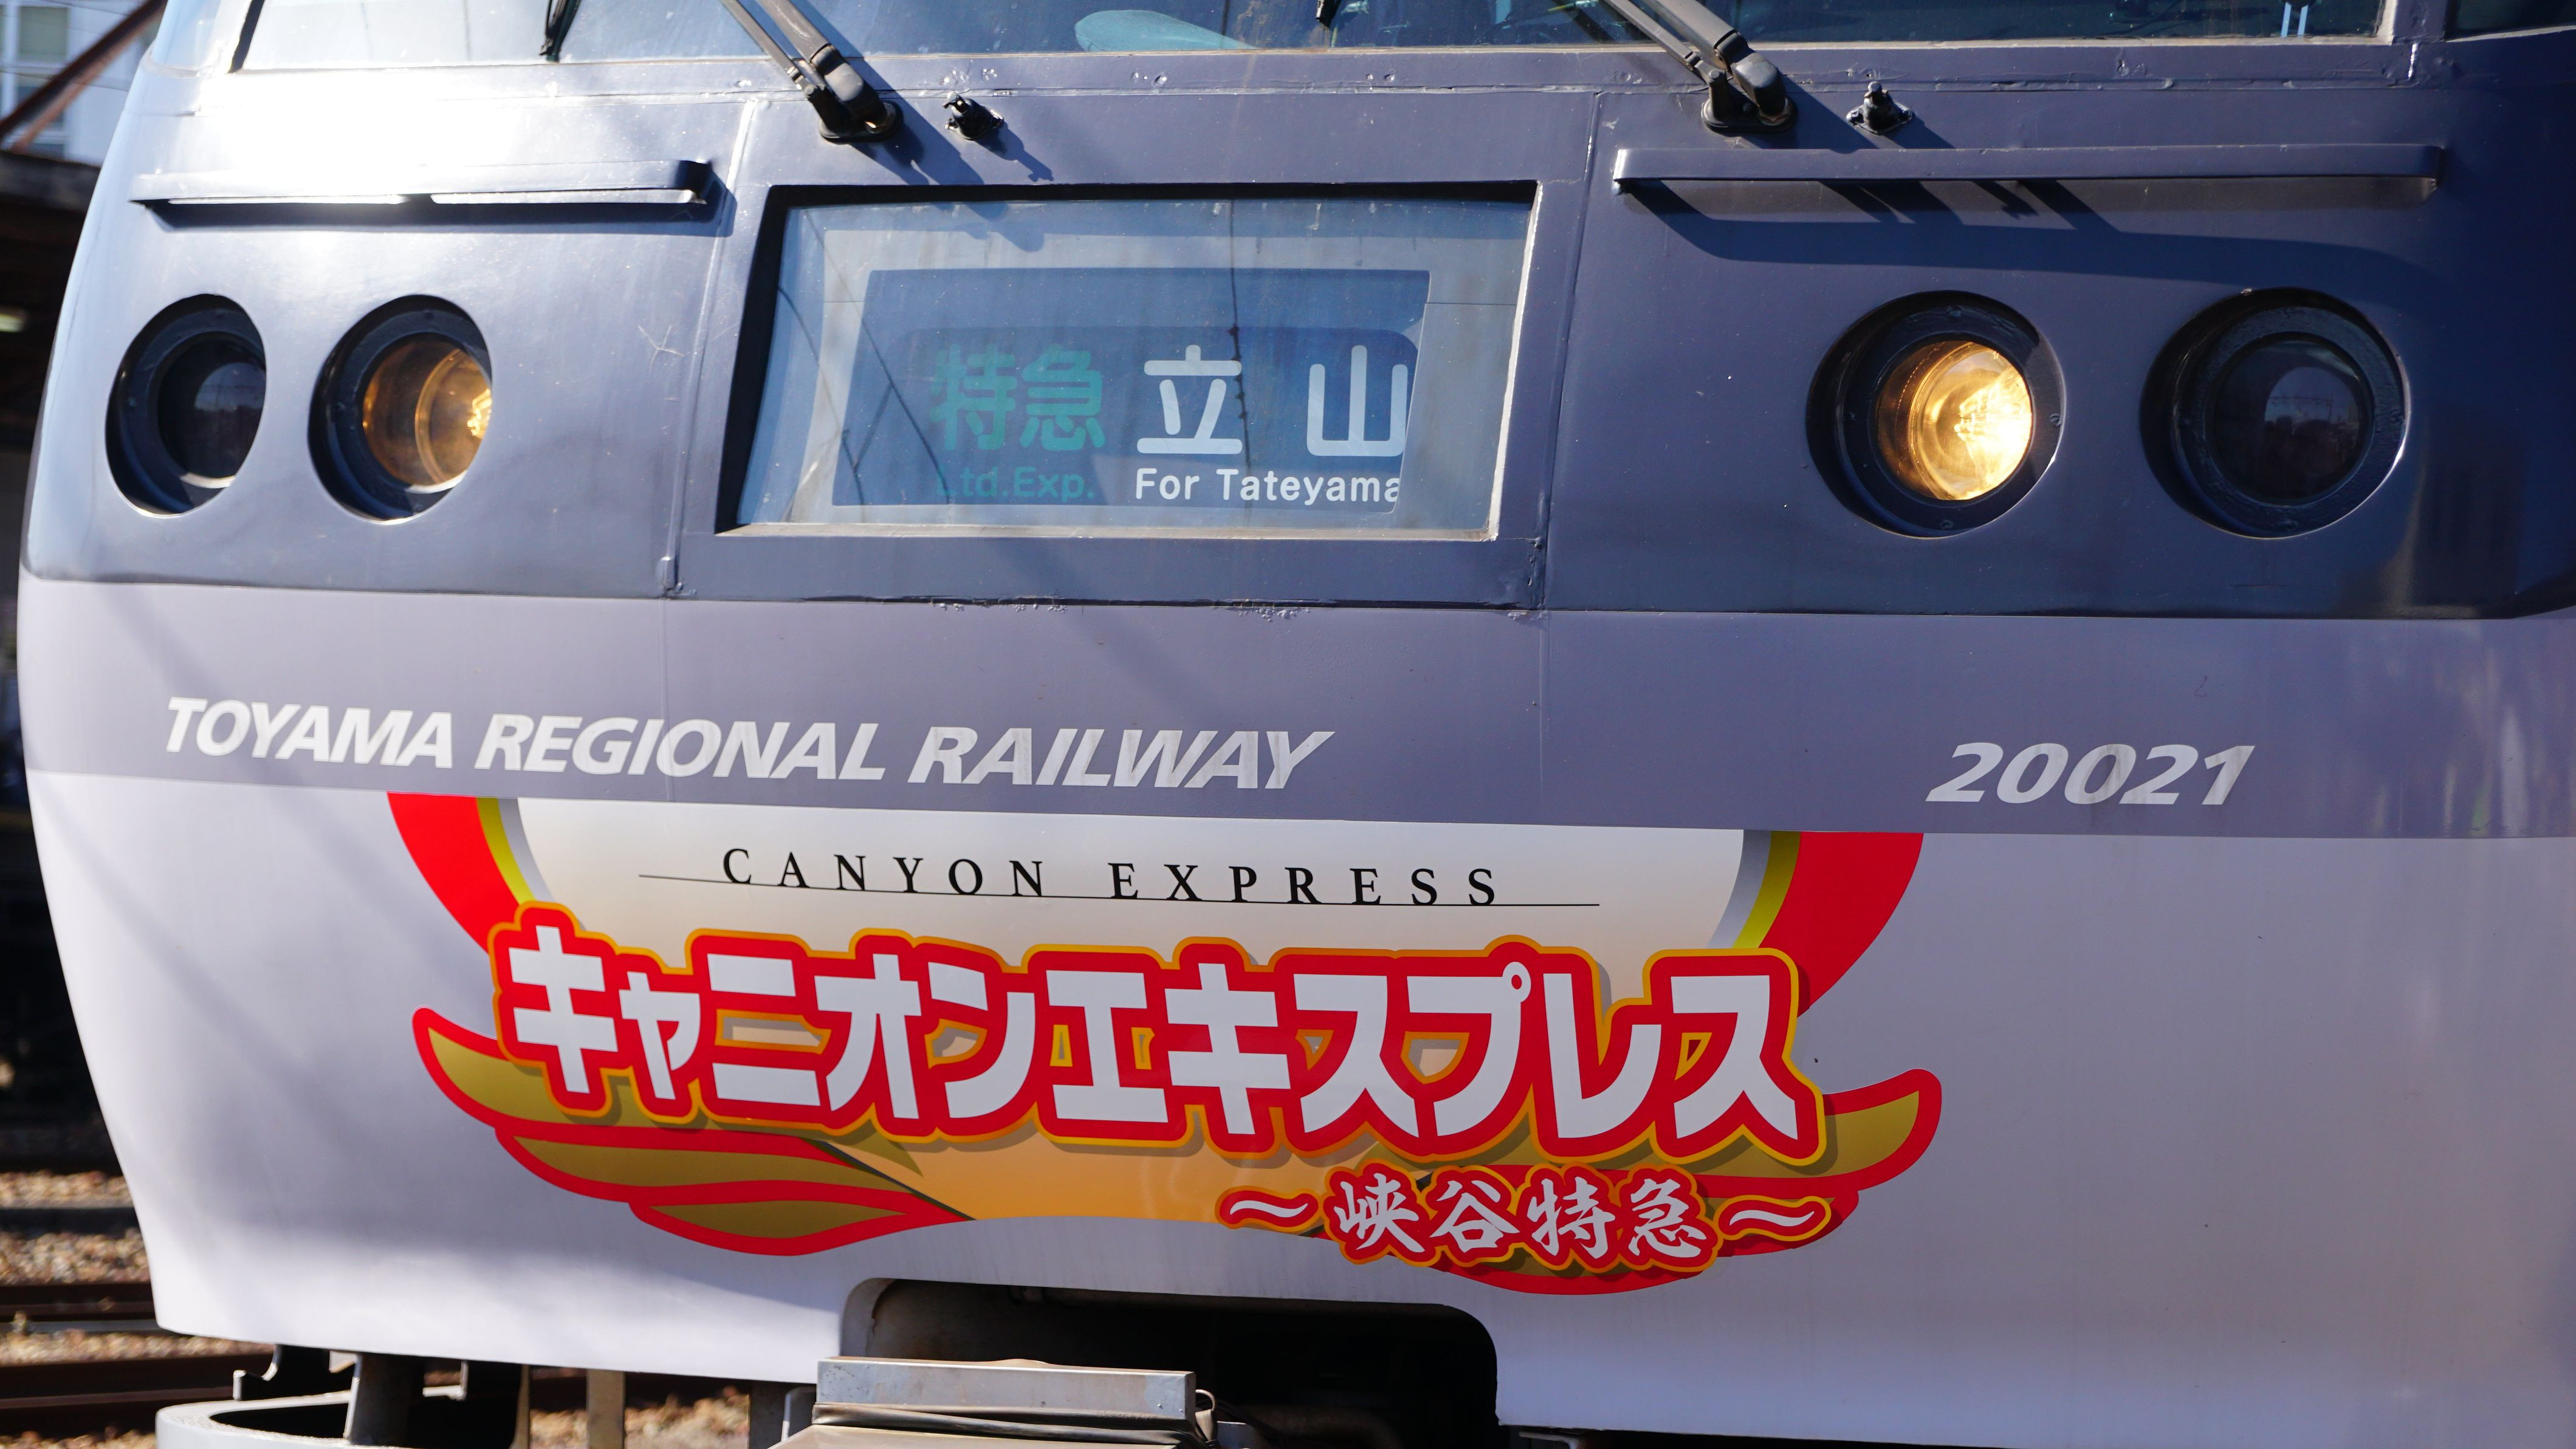 特急 立山
Ltd.Exp. For Tateyama
TOYAMA REGIONAL RAILWAY 20021
CANYON EXPRESS
キャニオンエキスプレス
～峡谷特急～